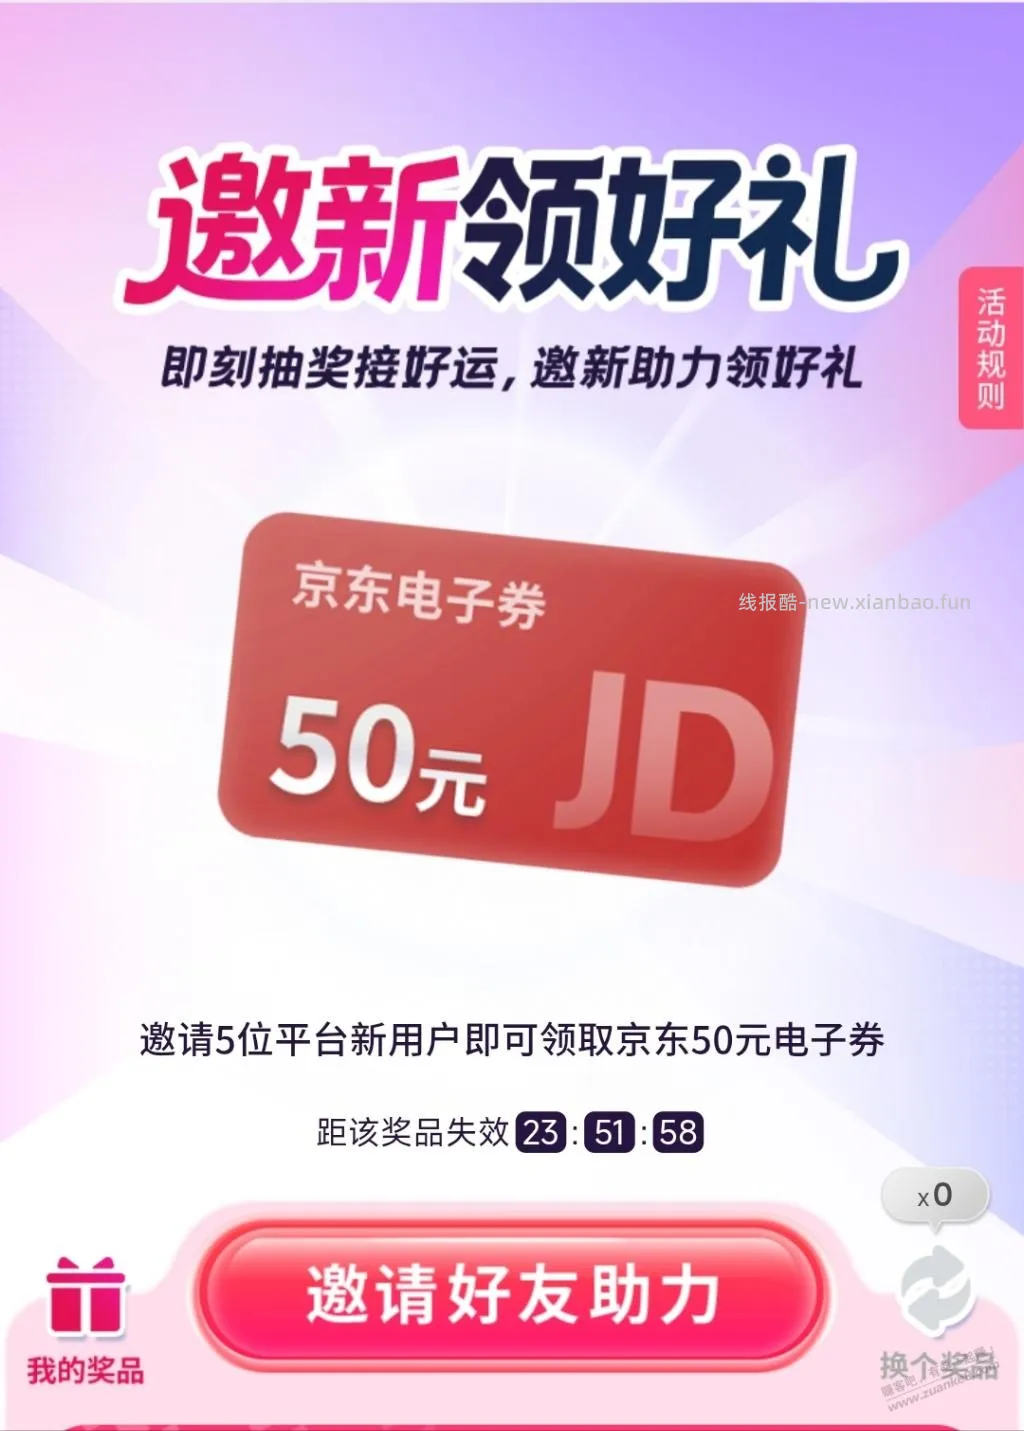 邀新领好礼
即刻抽奖接好运,邀新助力领好礼
活动规则
京东电子券
线报酷-new.xianbao.fun
50元
JD
邀请5位平台新用户即可领取京东50元电子券
距该奖品失效 23:51:58
x0
邀请好友助力
我的奖品
换个奖品